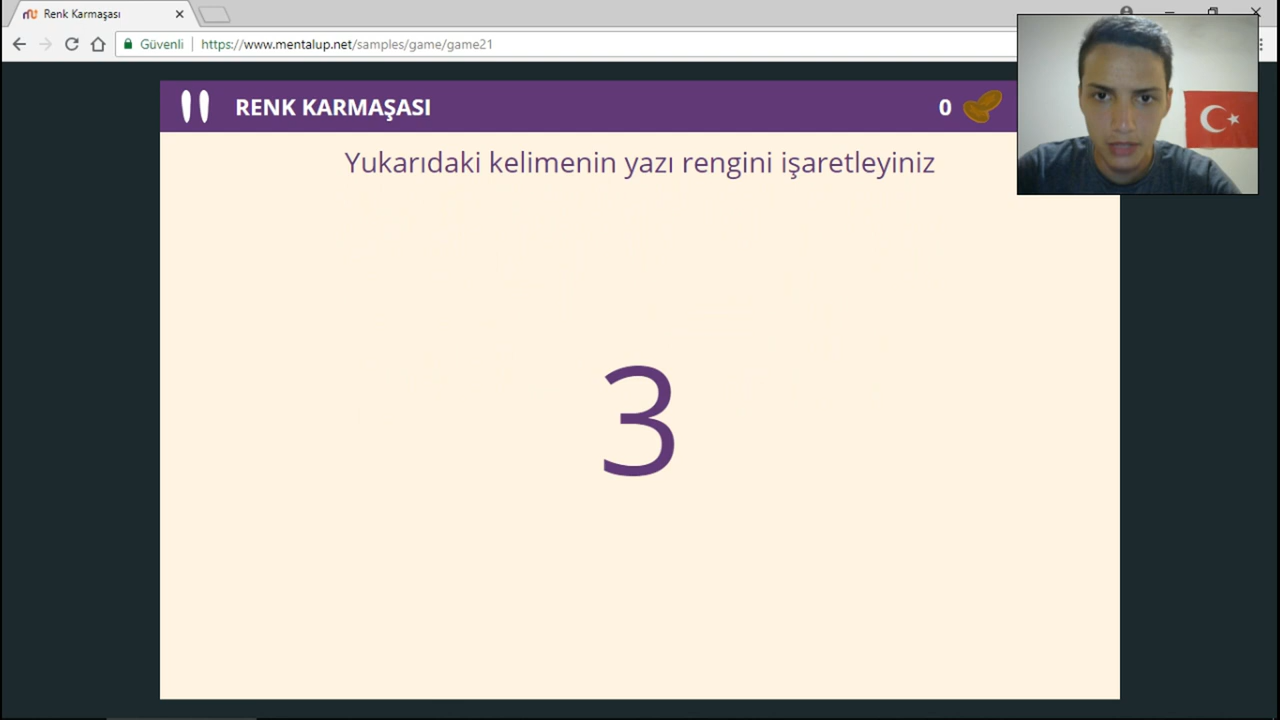 Renk Karmaşası
Güvenli
https://www.mentalup.net/samples/game/game21
RENK KARMAŞASI
0
Yukarıdaki kelimenin yazı rengini işaretleyiniz
3